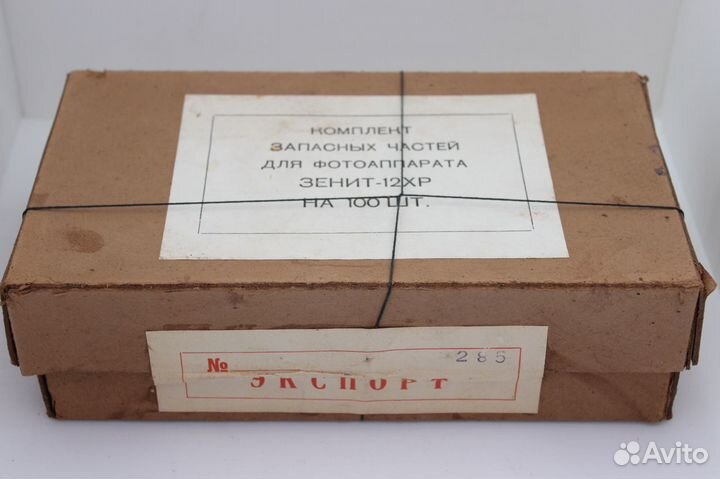 КОМПЛЕКТ
ЗАПАСНЫХ ЧАСТЕЙ
ДЛЯ ФОТОАППАРАТА
ЗЕНИТ-12ХР
НА 100 ШТ.
№ 285
ЭКСПОРТ
Avito